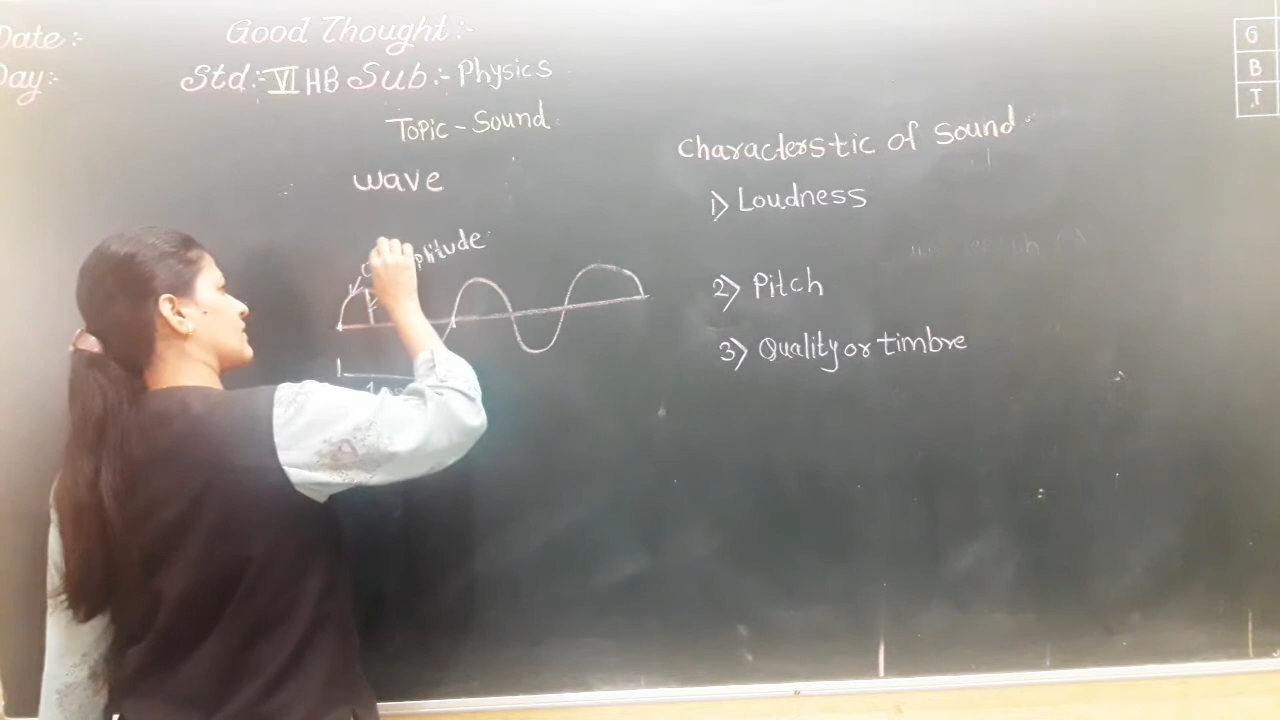 Date:-
Good Thought:-
Day:-
Std:- VI HB Sub:- Physics
Topic - Sound
wave
Characterstic of Sound
1) Loudness
2) Pitch
3) Quality or timbre
G
B
T